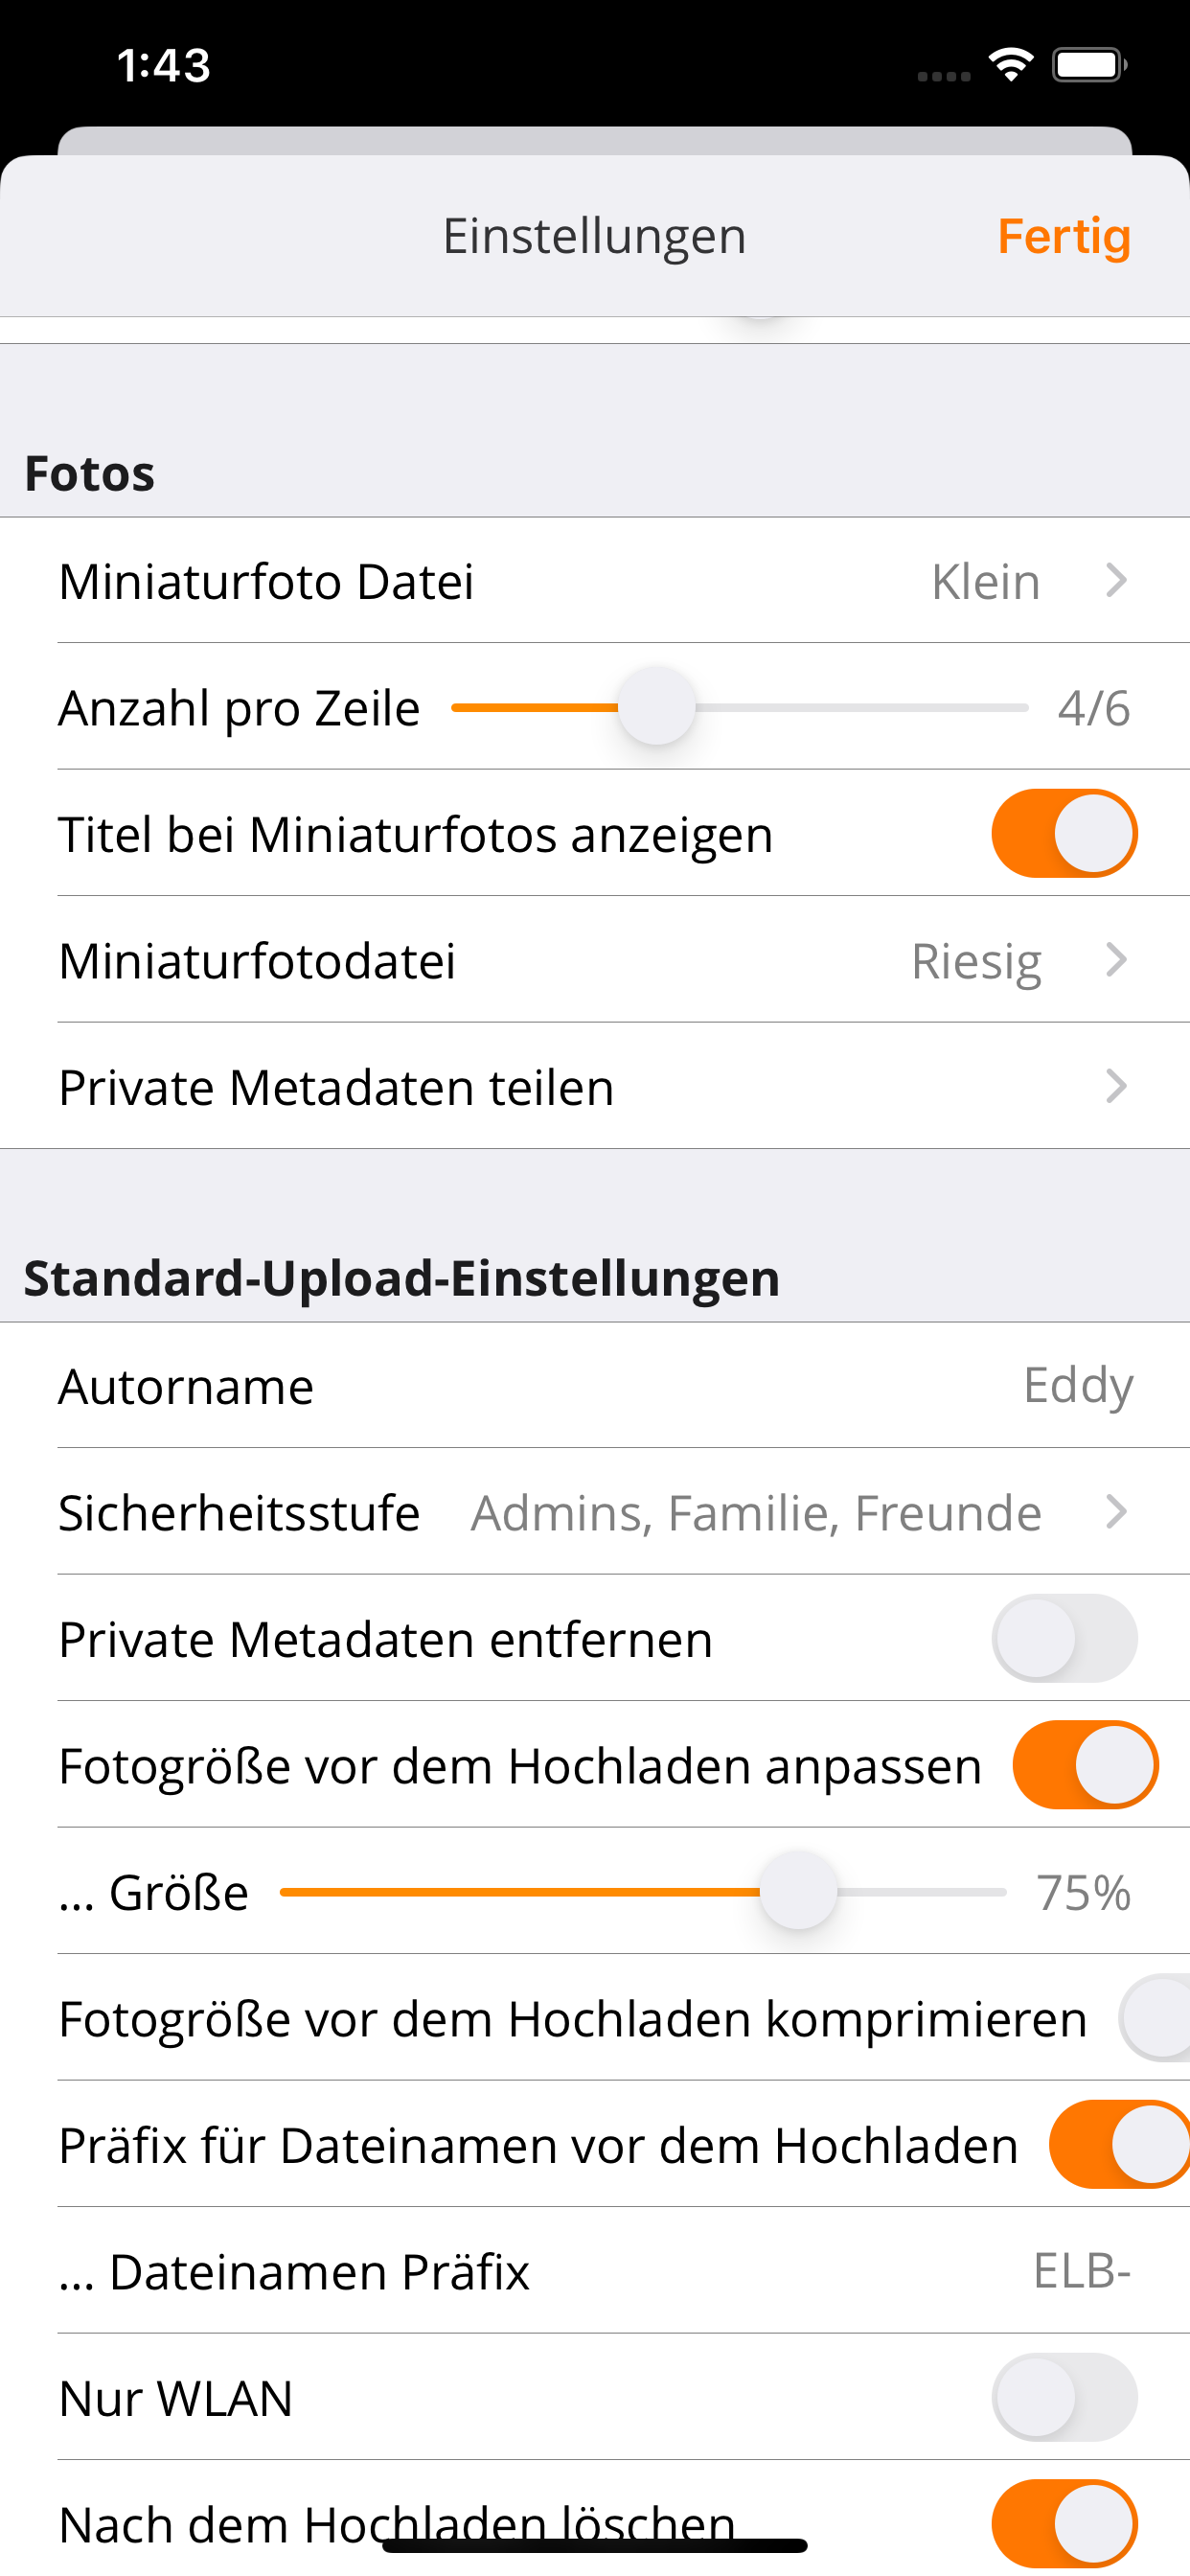 1:43
Einstellungen Fertig
Fotos
Miniaturfoto Datei Klein
Anzahl pro Zeile 4/6
Titel bei Miniaturfotos anzeigen
Miniaturfotodatei Riesig
Private Metadaten teilen
Standard-Upload-Einstellungen
Autorname Eddy
Sicherheitsstufe Admins, Familie, Freunde
Private Metadaten entfernen
Fotogröße vor dem Hochladen anpassen
... Größe 75%
Fotogröße vor dem Hochladen komprimieren
Präfix für Dateinamen vor dem Hochladen
... Dateinamen Präfix ELB-
Nur WLAN
Nach dem Hochladen löschen